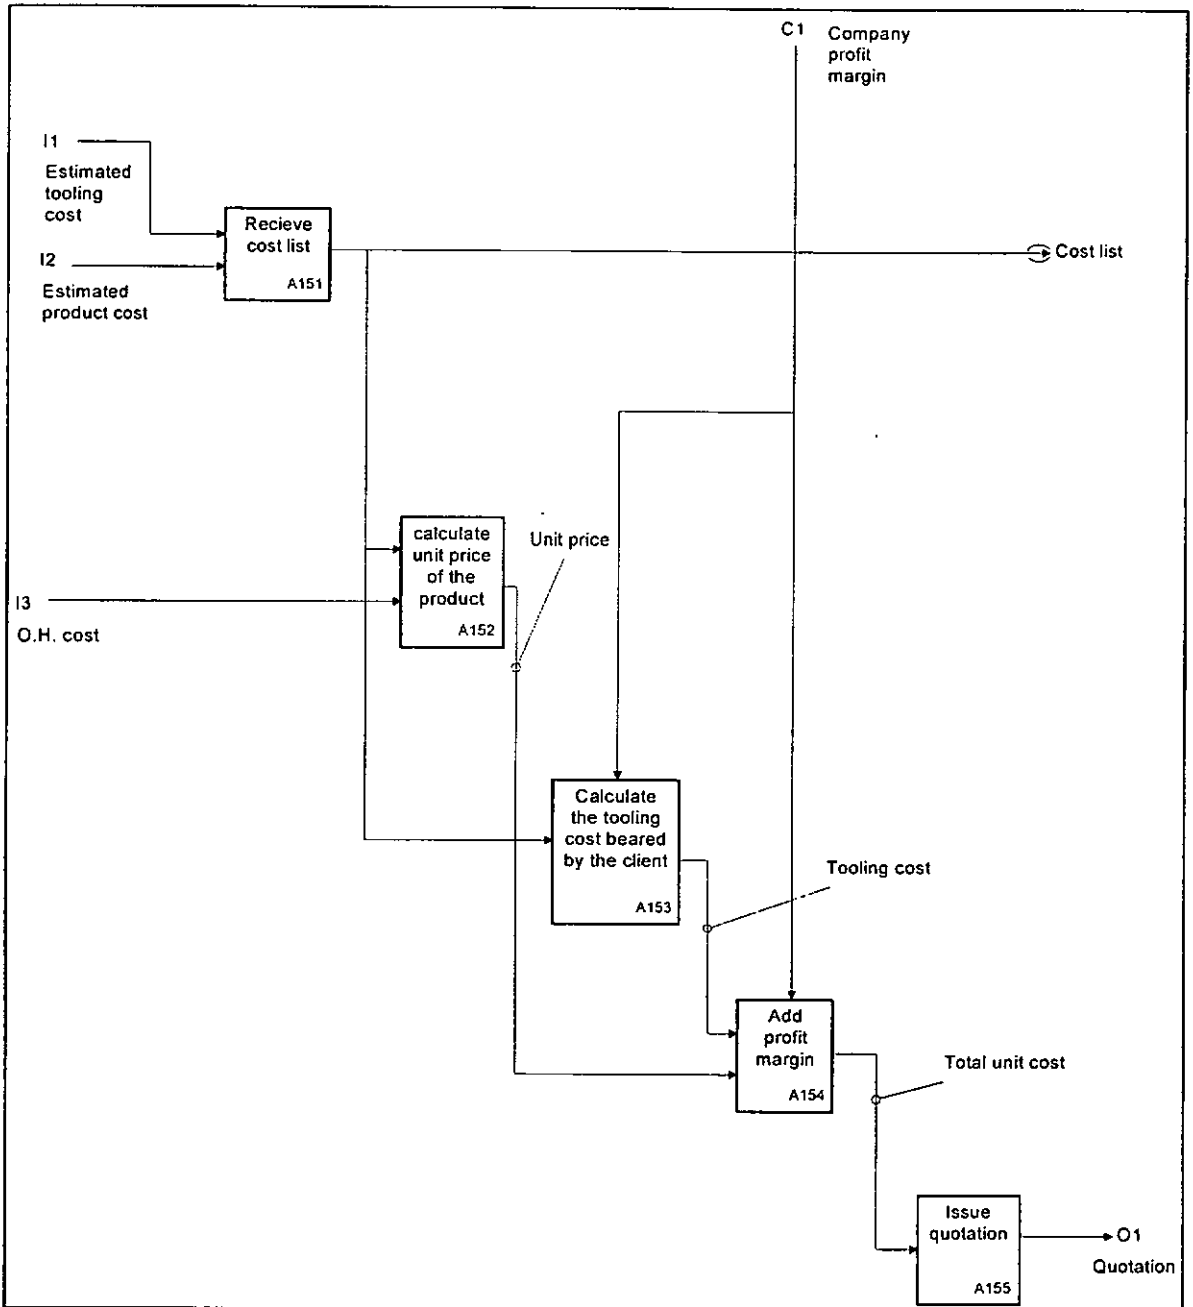 C1
Company
profit
margin
I1
Estimated
tooling
cost
Recieve
cost list
A151
I2
Estimated
product cost
Cost list
calculate
unit price
of the
product
A152
Unit price
I3
O.H. cost
Calculate
the tooling
cost beared
by the client
A153
Tooling cost
Add
profit
margin
A154
Total unit cost
Issue
quotation
A155
O1
Quotation